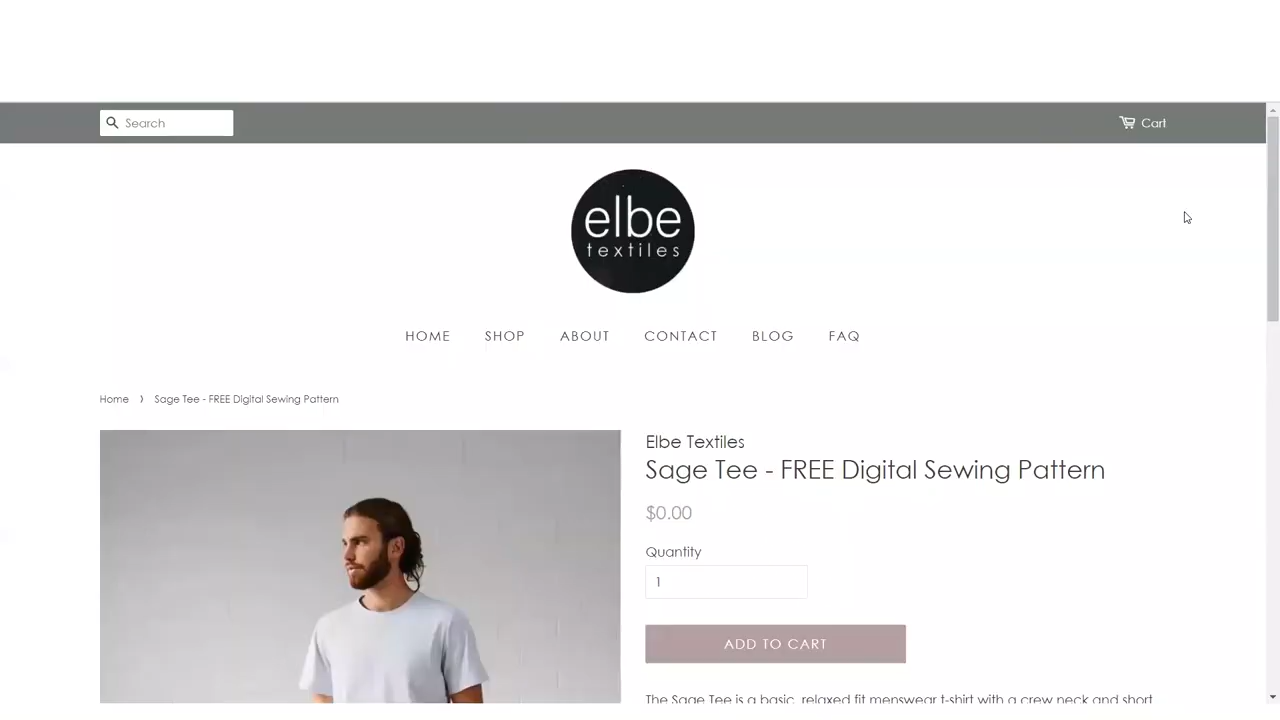 Search
Cart
elbe
textiles
HOME SHOP ABOUT CONTACT BLOG FAQ
Home › Sage Tee - FREE Digital Sewing Pattern
Elbe Textiles
Sage Tee - FREE Digital Sewing Pattern
$0.00
Quantity
1
ADD TO CART
The Sage Tee is a basic, relaxed fit menswear t-shirt with a crew neck and short